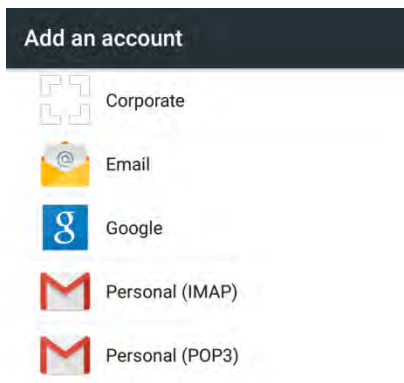 Add an account
Corporate
@
Email
g
Google
Personal (IMAP)
Personal (POP3)